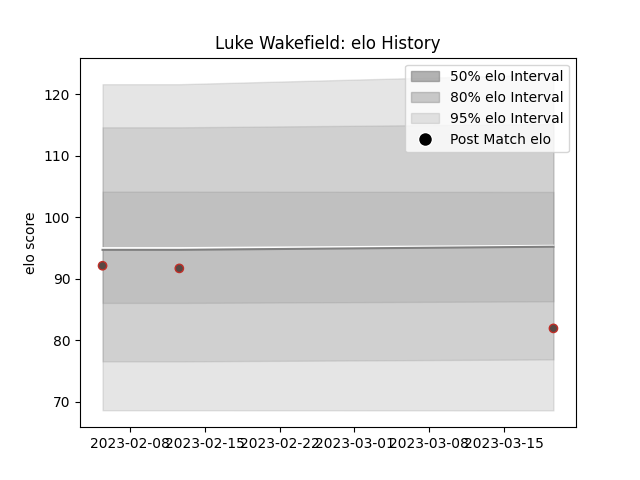 Luke Wakefield: elo History
50% elo Interval
80% elo Interval
95% elo Interval
Post Match elo
elo score
120
110
100
90
80
70
2023-02-08 2023-02-15 2023-02-22 2023-03-01 2023-03-08 2023-03-15